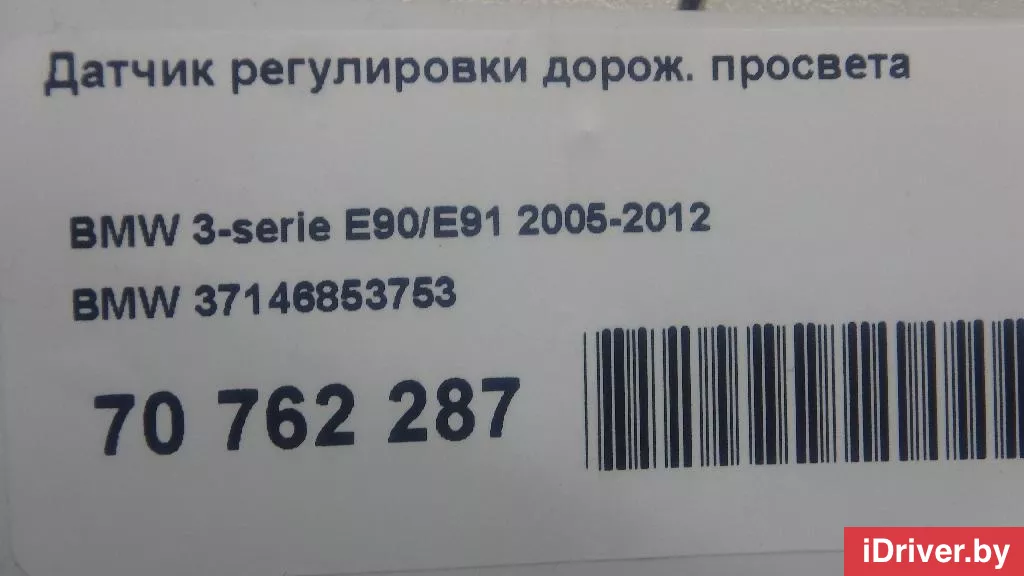 Датчик регулировки дорож. просвета
BMW 3-serie E90/E91 2005-2012
BMW 37146853753
70 762 287
iDriver.by